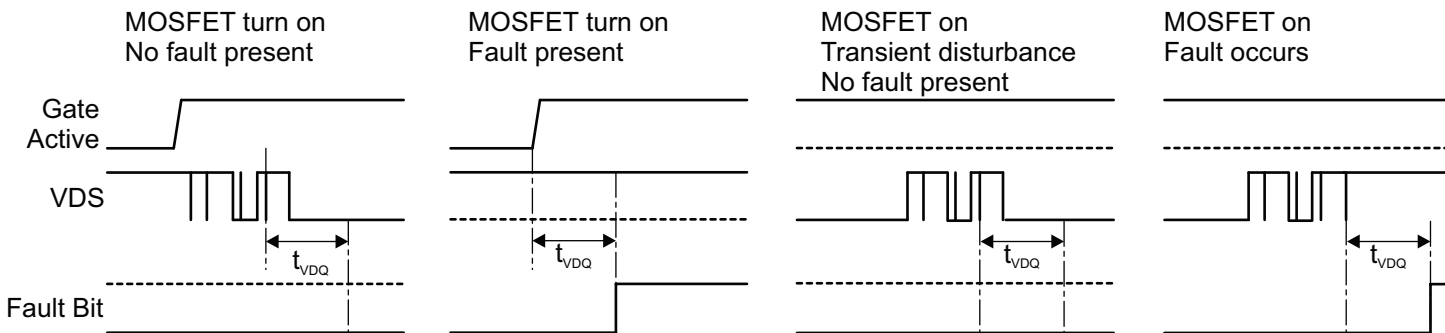 MOSFET turn on
No fault present
MOSFET turn on
Fault present
MOSFET on
Transient disturbance
No fault present
MOSFET on
Fault occurs
Gate
Active
VDS
tVDQ
tVDQ
tVDQ
tVDQ
Fault Bit